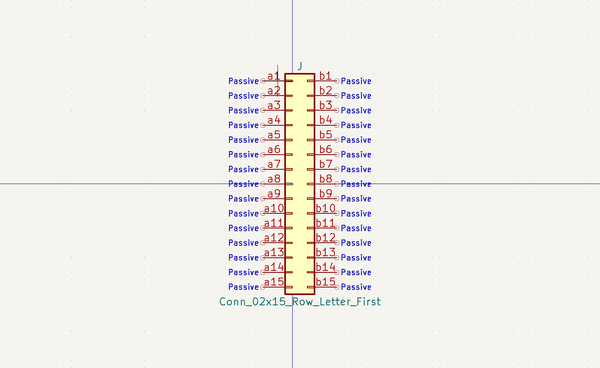 J
Passive a1 b1 Passive
Passive a2 b2 Passive
Passive a3 b3 Passive
Passive a4 b4 Passive
Passive a5 b5 Passive
Passive a6 b6 Passive
Passive a7 b7 Passive
Passive a8 b8 Passive
Passive a9 b9 Passive
Passive a10 b10 Passive
Passive a11 b11 Passive
Passive a12 b12 Passive
Passive a13 b13 Passive
Passive a14 b14 Passive
Passive a15 b15 Passive
Conn_02x15_Row_Letter_First